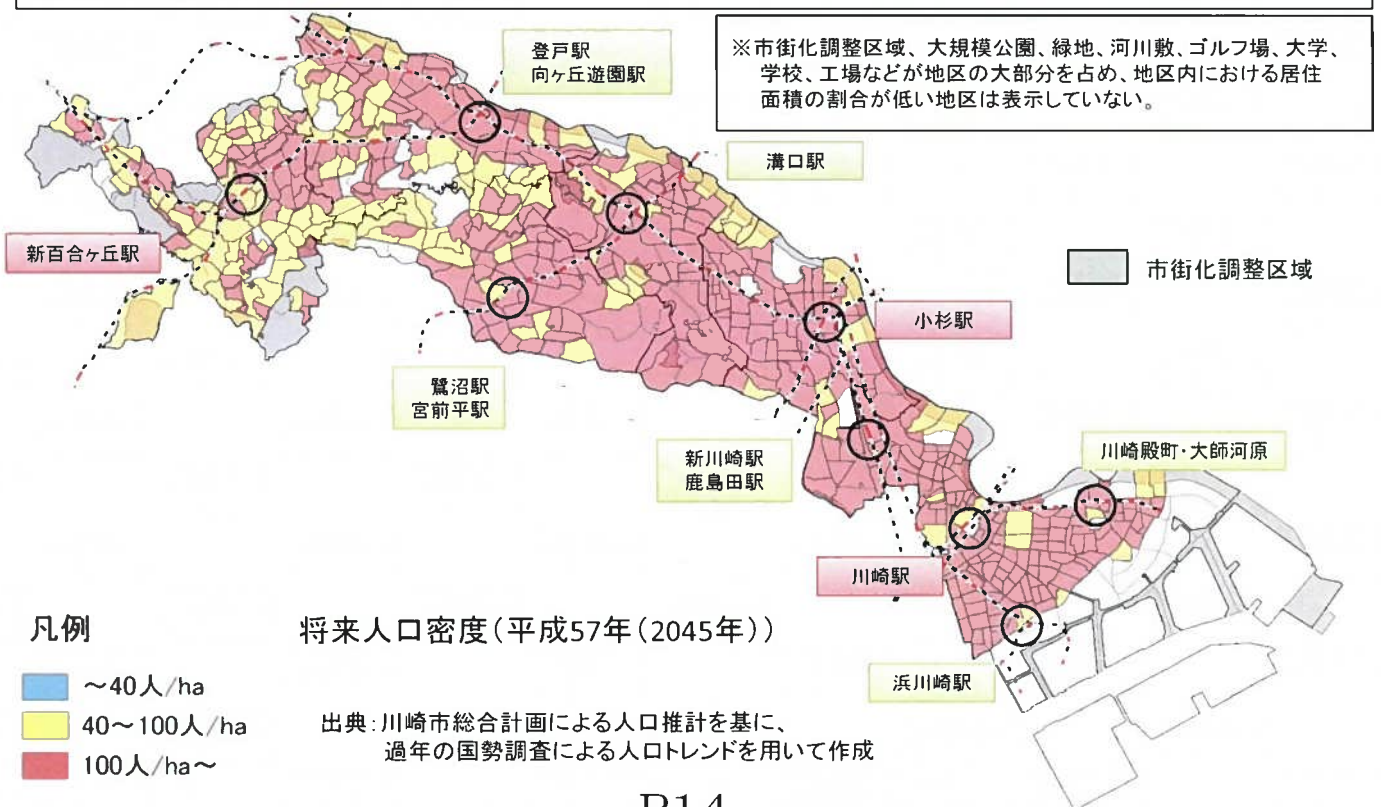 ※市街化調整区域、大規模公園、緑地、河川敷、ゴルフ場、大学、
学校、工場などが地区の大部分を占め、地区内における居住
面積の割合が低い地区は表示していない。
登戸駅
向ヶ丘遊園駅
溝口駅
新百合ヶ丘駅
市街化調整区域
小杉駅
鷺沼駅
宮前平駅
新川崎駅
鹿島田駅
川崎殿町・大師河原
川崎駅
浜川崎駅
凡例
将来人口密度(平成57年(2045年))
～40人/ha
40～100人/ha
100人/ha～
出典:川崎市総合計画による人口推計を基に、
過年の国勢調査による人口トレンドを用いて作成
P14